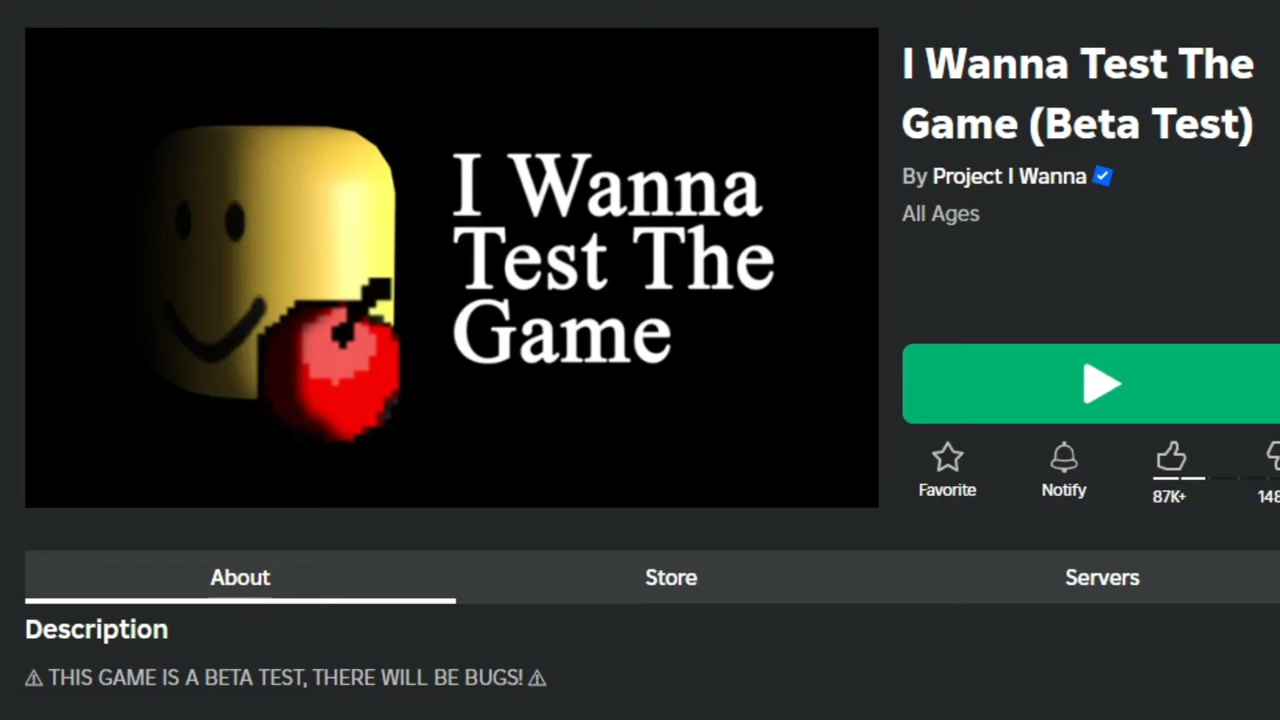 I Wanna
Test The
Game
I Wanna Test The
Game (Beta Test)
By Project I Wanna
All Ages
Favorite
Notify
87K+
148
About
Store
Servers
Description
⚠ THIS GAME IS A BETA TEST, THERE WILL BE BUGS! ⚠